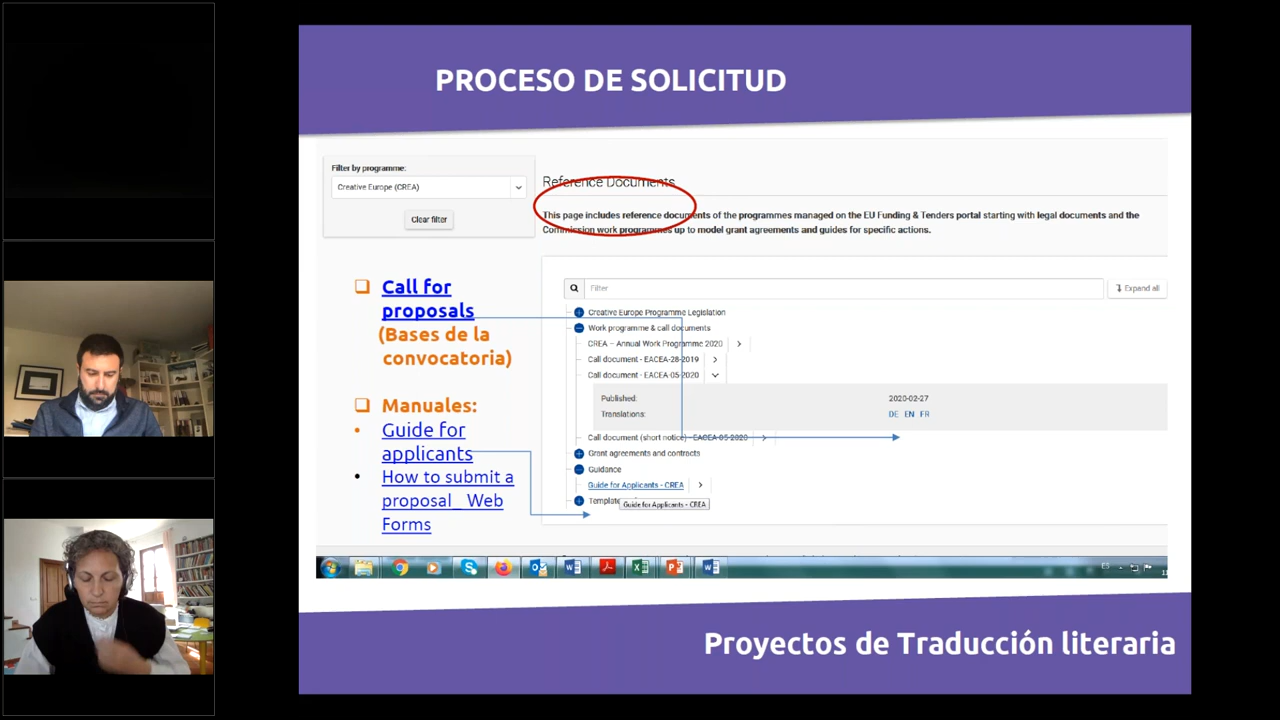 PROCESO DE SOLICITUD
Filter by programme:
Creative Europe (CREA)
Clear filter
Reference Documents
This page includes reference documents of the programmes managed on the EU Funding & Tenders portal starting with legal documents and the
Commission work programmes up to model grant agreements and guides for specific actions.
Call for
proposals
(Bases de la
convocatoria)
Manuales:
Guide for
applicants
How to submit a
proposal_ Web
Forms
Filter
Expand all
Creative Europe Programme Legislation
Work programme & call documents
CREA – Annual Work Programme 2020
Call document - EACEA-28-2019
Call document - EACEA-05-2020
Published: 2020-02-27
Translations: DE EN FR
Call document (short notice) - EACEA-05-2020
Grant agreements and contracts
Guidance
Guide for Applicants - CREA
Guide for Applicants - CREA
ES
Proyectos de Traducción literaria